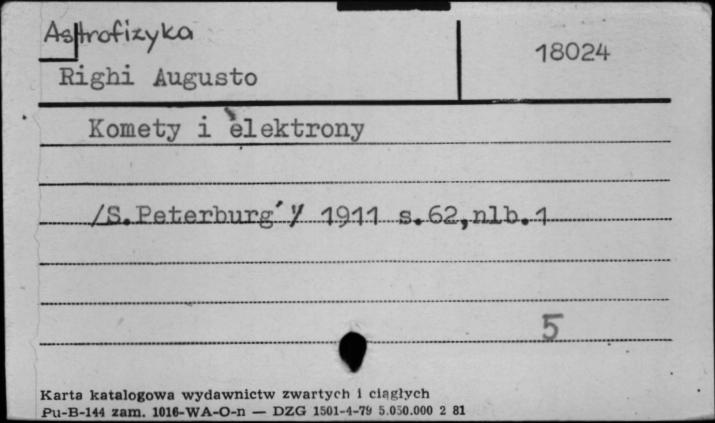 Astrofizyka
18024
Righi Augusto
Komety i elektrony
/S.Peterburg´'/ 1911 s.62,nlb.1
5
Karta katalogowa wydawnictw zwartych i ciągłych
Pu-B-144 zam. 1016-WA-O-n — DZG 1501-4-79 5.050.000 2 81